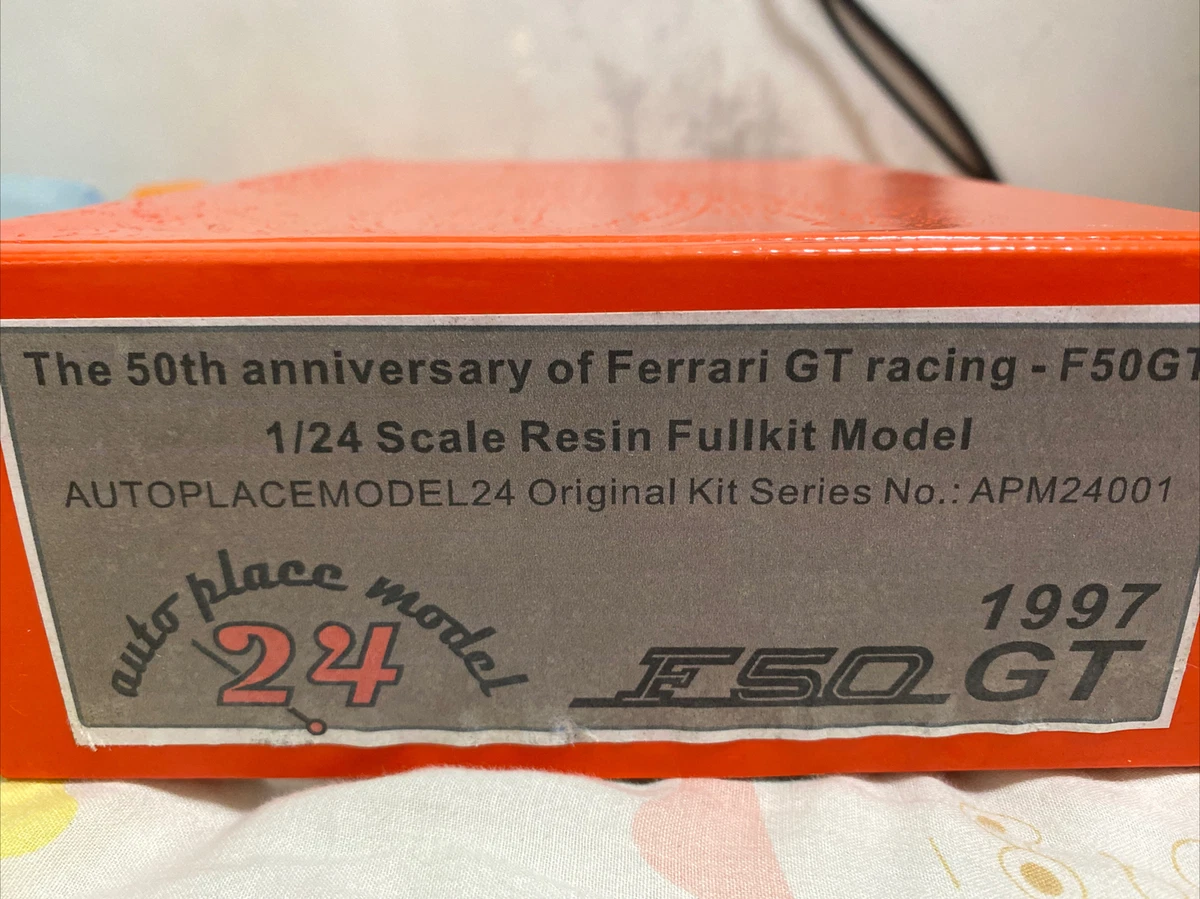 The 50th anniversary of Ferrari GT racing - F50GT
1/24 Scale Resin Fullkit Model
AUTOPLACEMODEL24 Original Kit Series No.: APM24001
auto place model
24
1997
F50 GT